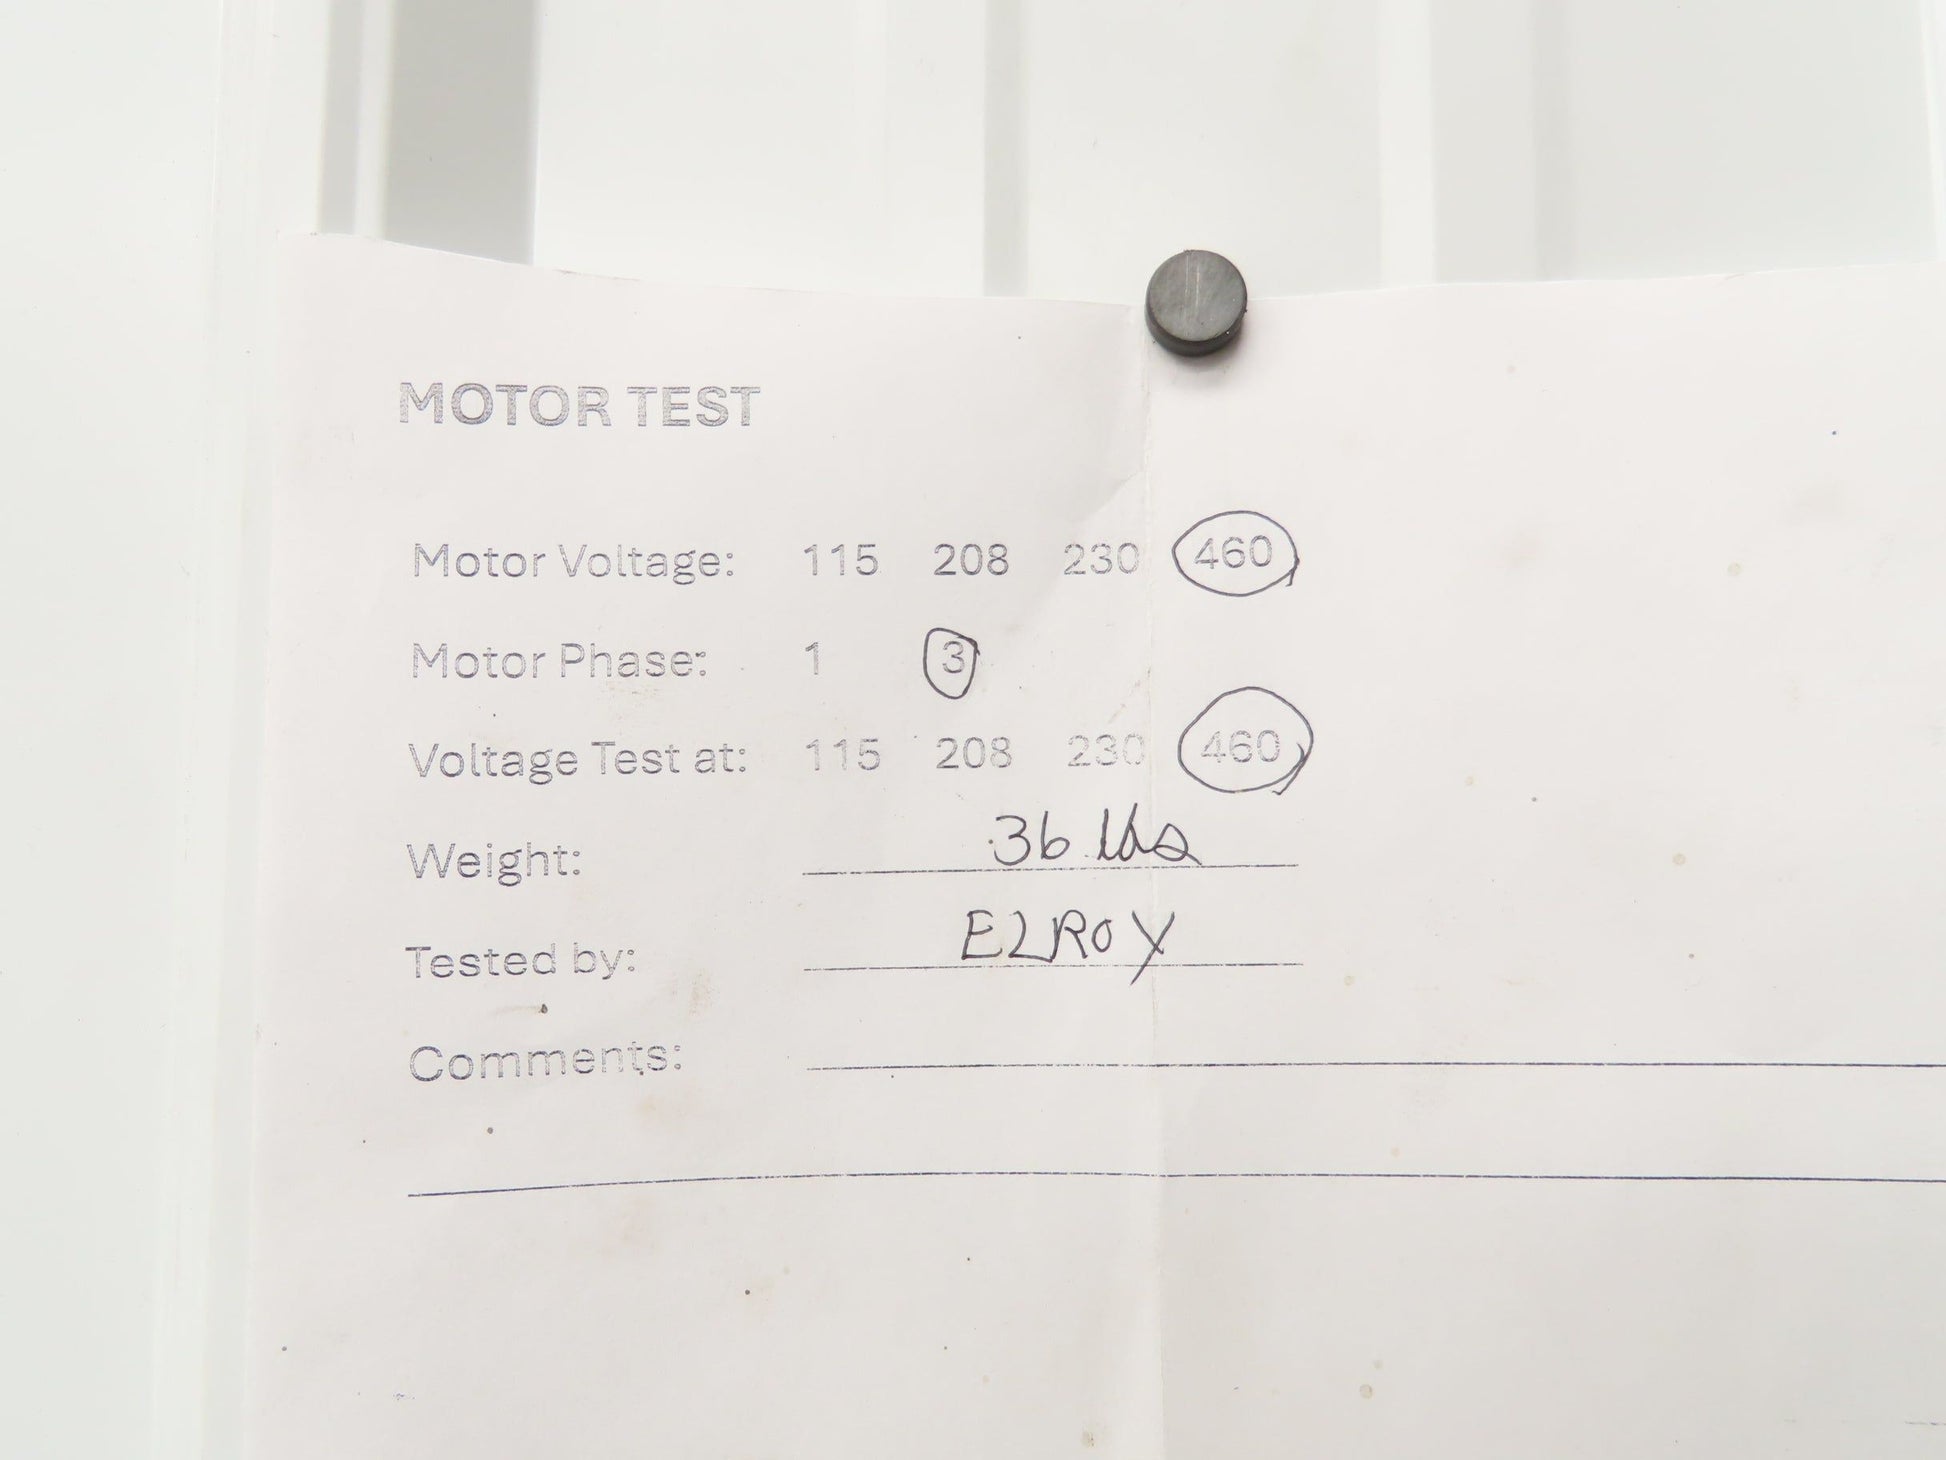 MOTOR TEST
Motor Voltage: 115 208 230 460
Motor Phase: 1 3
Voltage Test at: 115 208 230 460
Weight: 36 lbs
Tested by: ELROY
Comments: